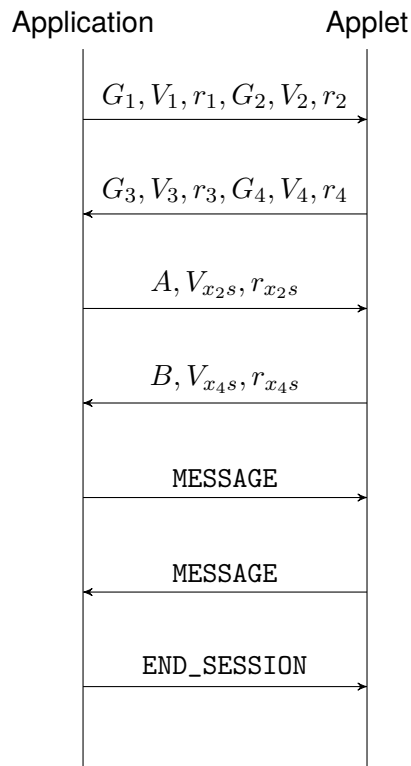 Application Applet
G₁, V₁, r₁, G₂, V₂, r₂
G₃, V₃, r₃, G₄, V₄, r₄
A, Vₓ₂ₛ, rₓ₂ₛ
B, Vₓ₄ₛ, rₓ₄ₛ
MESSAGE
MESSAGE
END_SESSION